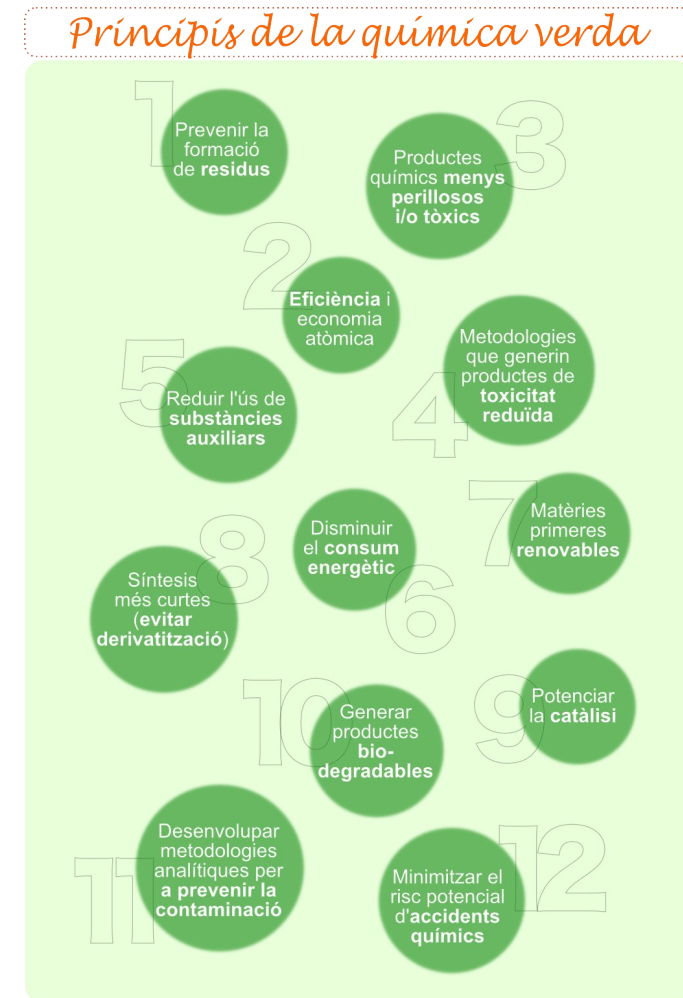 Principis de la química verda
1
Prevenir la
formació
de residus
2
Eficiència i
economia
atòmica
3
Productes
químics menys
perillosos
i/o tòxics
4
Metodologies
que generin
productes de
toxicitat
reduïda
5
Reduir l'ús de
substàncies
auxiliars
6
Disminuir
el consum
energètic
7
Matèries
primeres
renovables
8
Síntesis
més curtes
(evitar
derivatització)
9
Potenciar
la catàlisi
10
Generar
productes
bio-
degradables
11
Desenvolupar
metodologies
analítiques per
a prevenir la
contaminació
12
Minimitzar el
risc potencial
d'accidents
químics